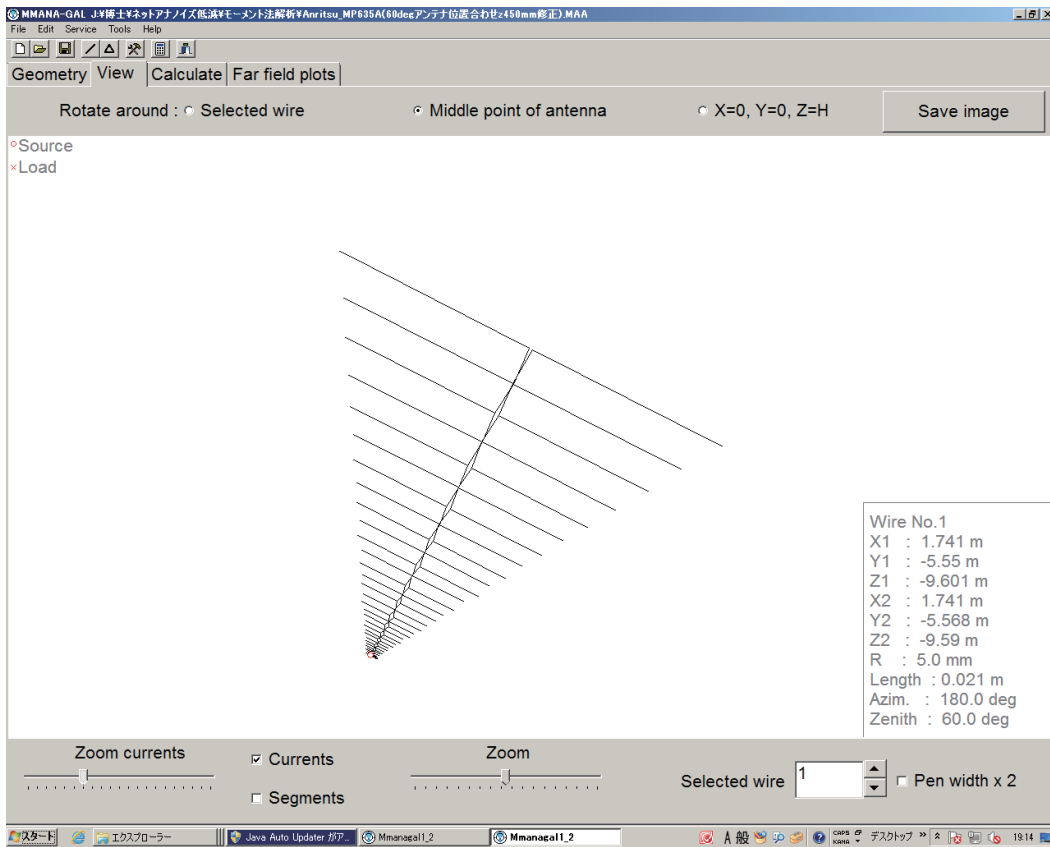 MMANA-GAL J:¥博士¥ネットアナノイズ低減¥モーメント法解析¥Anritsu_MP635A(60degアンテナ位置合わせz450mm修正).MAA
File Edit Service Tools Help
Geometry View Calculate Far field plots
Rotate around : Selected wire Middle point of antenna X=0, Y=0, Z=H Save image
Source
Load
Wire No.1
X1 : 1.741 m
Y1 : -5.55 m
Z1 : -9.601 m
X2 : 1.741 m
Y2 : -5.568 m
Z2 : -9.59 m
R : 5.0 mm
Length : 0.021 m
Azim. : 180.0 deg
Zenith : 60.0 deg
Zoom currents Currents Zoom
Segments Selected wire 1 Pen width x 2
スタート エクスプローラー Java Auto Updater がア... Mmanagal1_2 Mmanagal1_2 A 般 CAPS KANA デスクトップ 19:14